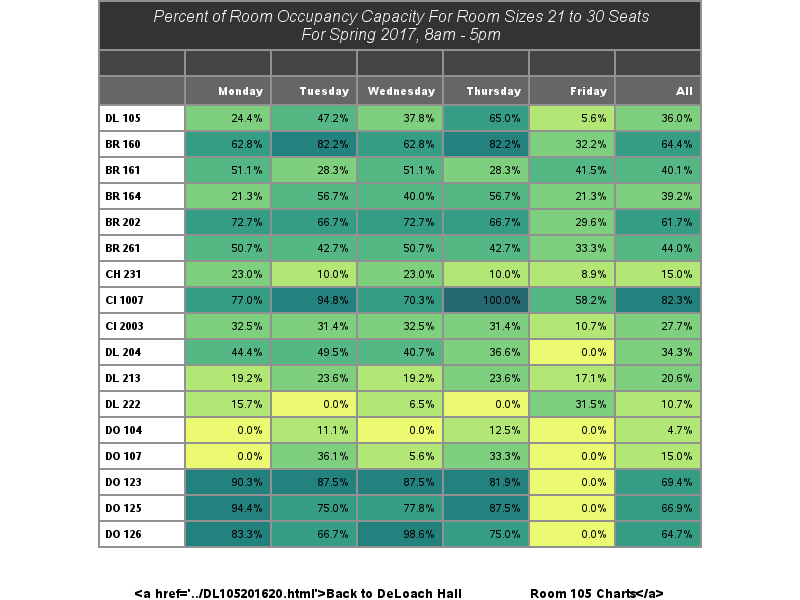 Percent of Room Occupancy Capacity For Room Sizes 21 to 30 Seats
For Spring 2017, 8am - 5pm
Monday Tuesday Wednesday Thursday Friday All
DL 105 24.4% 47.2% 37.8% 65.0% 5.6% 36.0%
BR 160 62.8% 82.2% 62.8% 82.2% 32.2% 64.4%
BR 161 51.1% 28.3% 51.1% 28.3% 41.5% 40.1%
BR 164 21.3% 56.7% 40.0% 56.7% 21.3% 39.2%
BR 202 72.7% 66.7% 72.7% 66.7% 29.6% 61.7%
BR 261 50.7% 42.7% 50.7% 42.7% 33.3% 44.0%
CH 231 23.0% 10.0% 23.0% 10.0% 8.9% 15.0%
CI 1007 77.0% 94.8% 70.3% 100.0% 58.2% 82.3%
CI 2003 32.5% 31.4% 32.5% 31.4% 10.7% 27.7%
DL 204 44.4% 49.5% 40.7% 36.6% 0.0% 34.3%
DL 213 19.2% 23.6% 19.2% 23.6% 17.1% 20.6%
DL 222 15.7% 0.0% 6.5% 0.0% 31.5% 10.7%
DO 104 0.0% 11.1% 0.0% 12.5% 0.0% 4.7%
DO 107 0.0% 36.1% 5.6% 33.3% 0.0% 15.0%
DO 123 90.3% 87.5% 87.5% 81.9% 0.0% 69.4%
DO 125 94.4% 75.0% 77.8% 87.5% 0.0% 66.9%
DO 126 83.3% 66.7% 98.6% 75.0% 0.0% 64.7%
<a href='../DL105201620.html'>Back to DeLoach Hall Room 105 Charts</a>